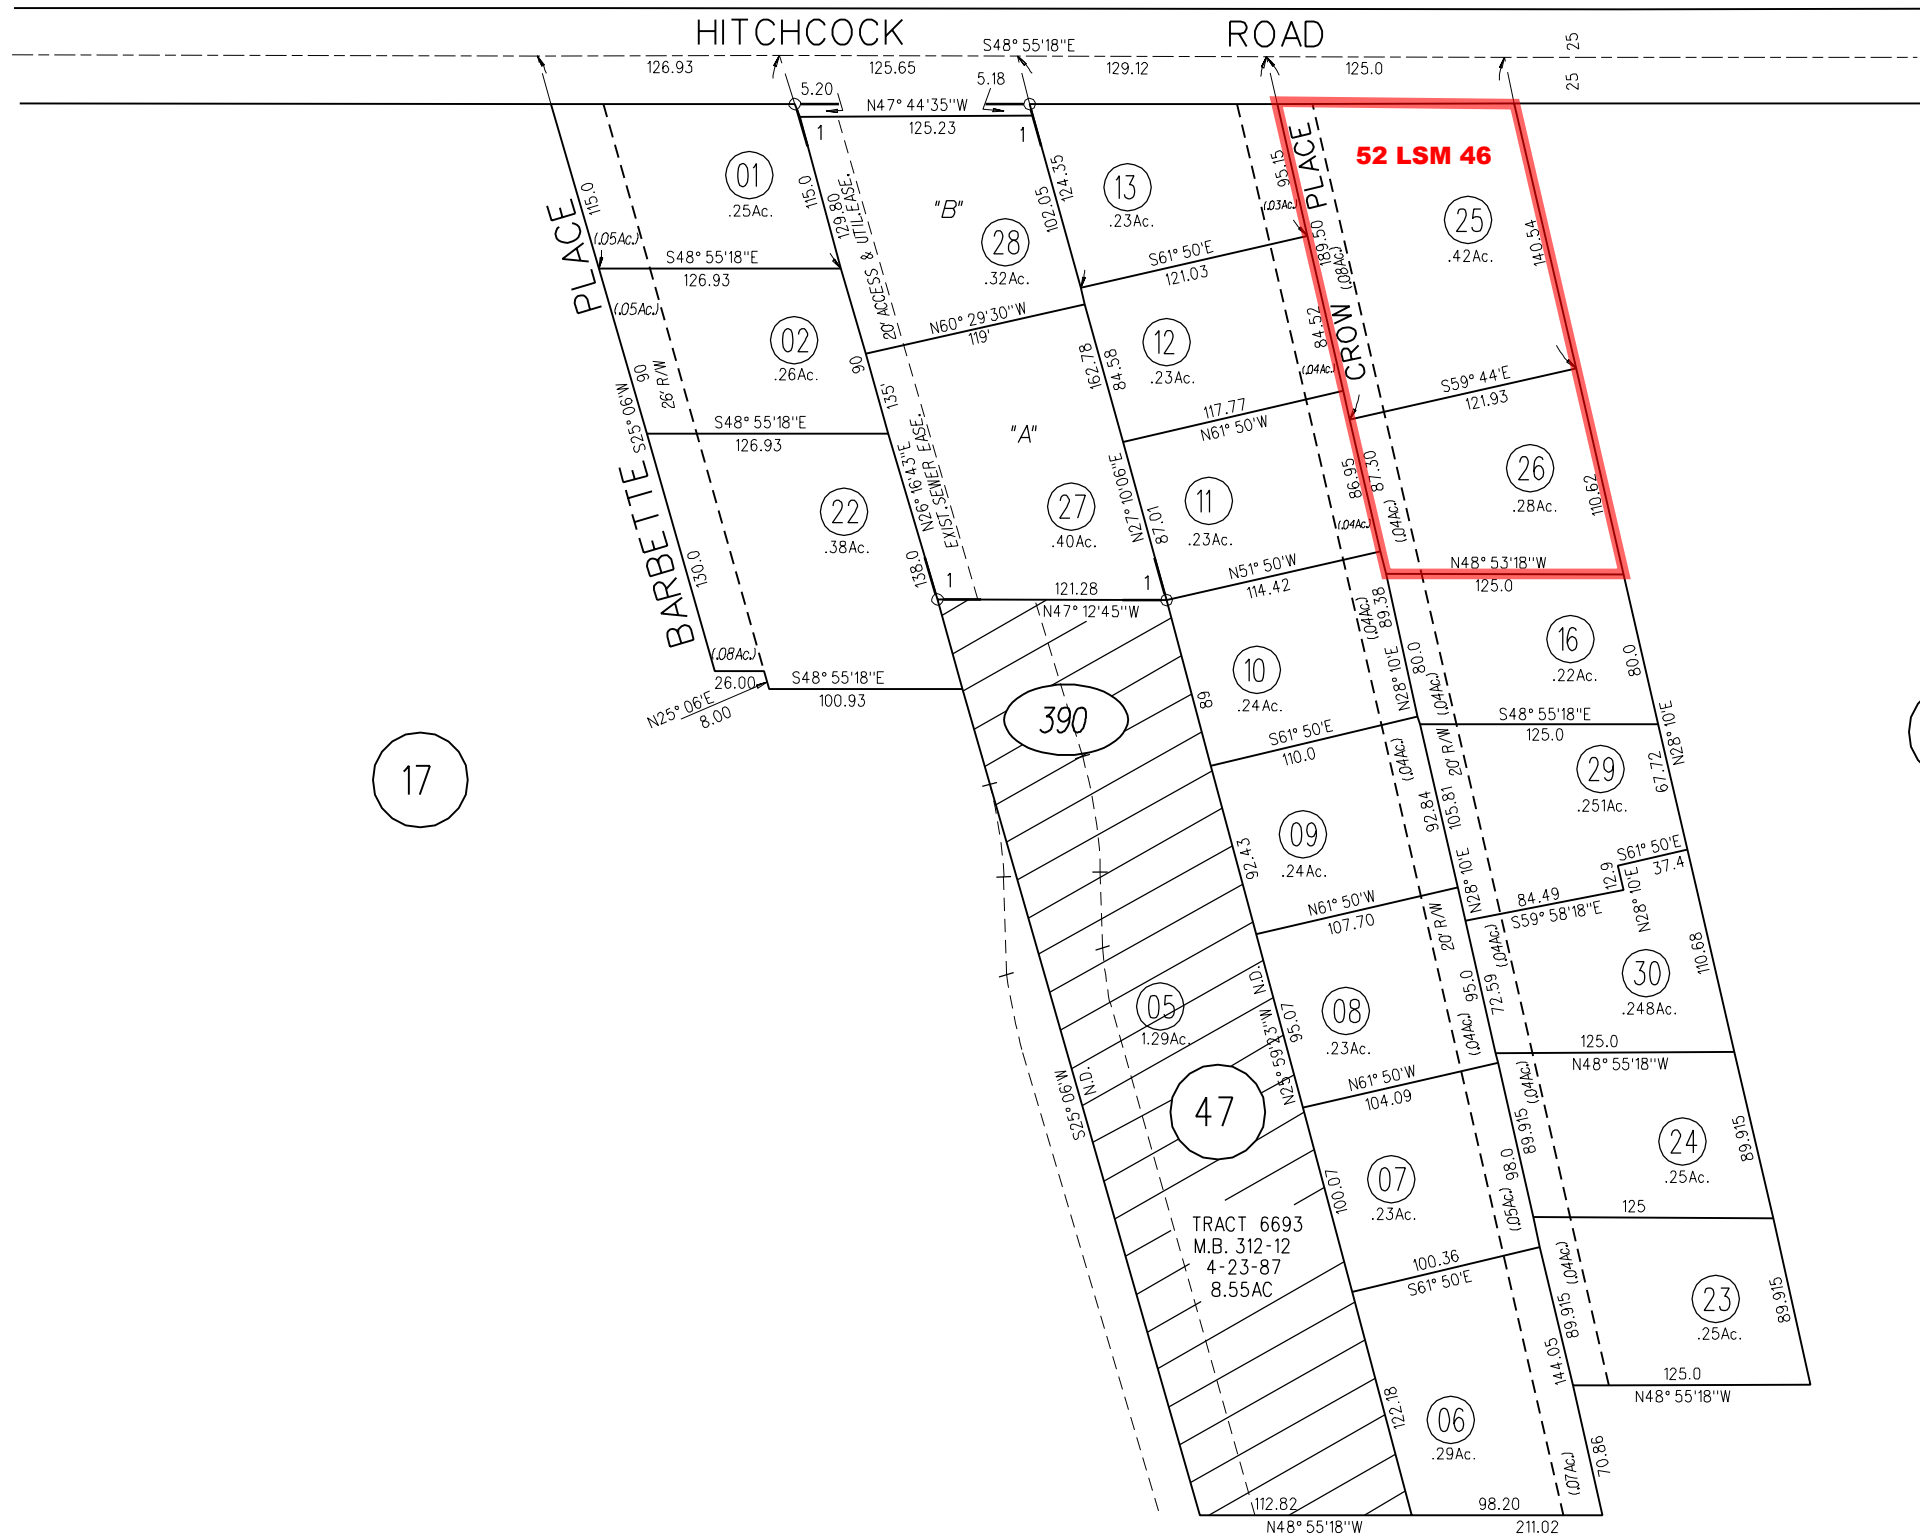 HITCHCOCK ROAD
S48° 55'18"E
126.93
125.65
129.12
125.0
25
25
5.20
5.18
N47° 44'35"W
125.23
1
1
52 LSM 46
01
.25Ac.
115.0
115.0
(.05Ac.)
S48° 55'18"E
126.93
129.80
20' ACCESS & UTIL.EASE.
"B"
28
.32Ac.
102.05
124.35
13
.23Ac.
S61° 50'E
121.03
95.15
(.03Ac.)
189.50
(.08Ac.)
CROW PLACE
25
.42Ac.
140.54
BARBETTE PLACE
(.05Ac.)
02
.26Ac.
90
90
26' R/W
S25° 06'W
S48° 55'18"E
126.93
N60° 29'30"W
119'
135'
162.78
84.58
12
.23Ac.
84.52
(.04Ac.)
117.77
N61° 50'W
S59° 44'E
121.93
"A"
27
.40Ac.
EXIST.SEWER EASE.
N26° 16'43"E
N27° 10'06"E
87.01
11
.23Ac.
86.95
87.30
(.04Ac.)
(.04Ac.)
26
.28Ac.
110.62
22
.38Ac.
130.0
138.0
1
1
121.28
N47° 12'45"W
N51° 50'W
114.42
N48° 53'18"W
125.0
(.08Ac.)
26.00
S48° 55'18"E
100.93
N25° 06'E
8.00
390
89
10
.24Ac.
(.04Ac.)
89.38
N28° 10'E
80.0
(.04Ac.)
16
.22Ac.
80.0
S61° 50'E
110.0
S48° 55'18"E
125.0
N28° 10'E
17
09
.24Ac.
92.43
(.04Ac.)
92.84
105.81
20' R/W
29
.251Ac.
67.72
S61° 50'E
37.4
12.9
N28° 10'E
84.49
S59° 58'18"E
N61° 50'W
107.70
N28° 10'E
20' R/W
05
1.29Ac.
N.D.
N25° 59'23"W
95.07
08
.23Ac.
95.0
72.59
(.04Ac.)
(.04Ac.)
30
.248Ac.
110.68
125.0
N48° 55'18"W
S25° 06'W
N.D.
47
N61° 50'W
104.09
(.04Ac.)
89.915
24
.25Ac.
89.915
07
.23Ac.
100.07
98.0
(.05Ac.)
125
TRACT 6693
M.B. 312-12
4-23-87
8.55AC
100.36
S61° 50'E
(.04Ac.)
89.915
144.05
23
.25Ac.
89.915
125.0
N48° 55'18"W
06
.29Ac.
122.18
(.07Ac.)
70.86
112.82
98.20
N48° 55'18"W
211.02